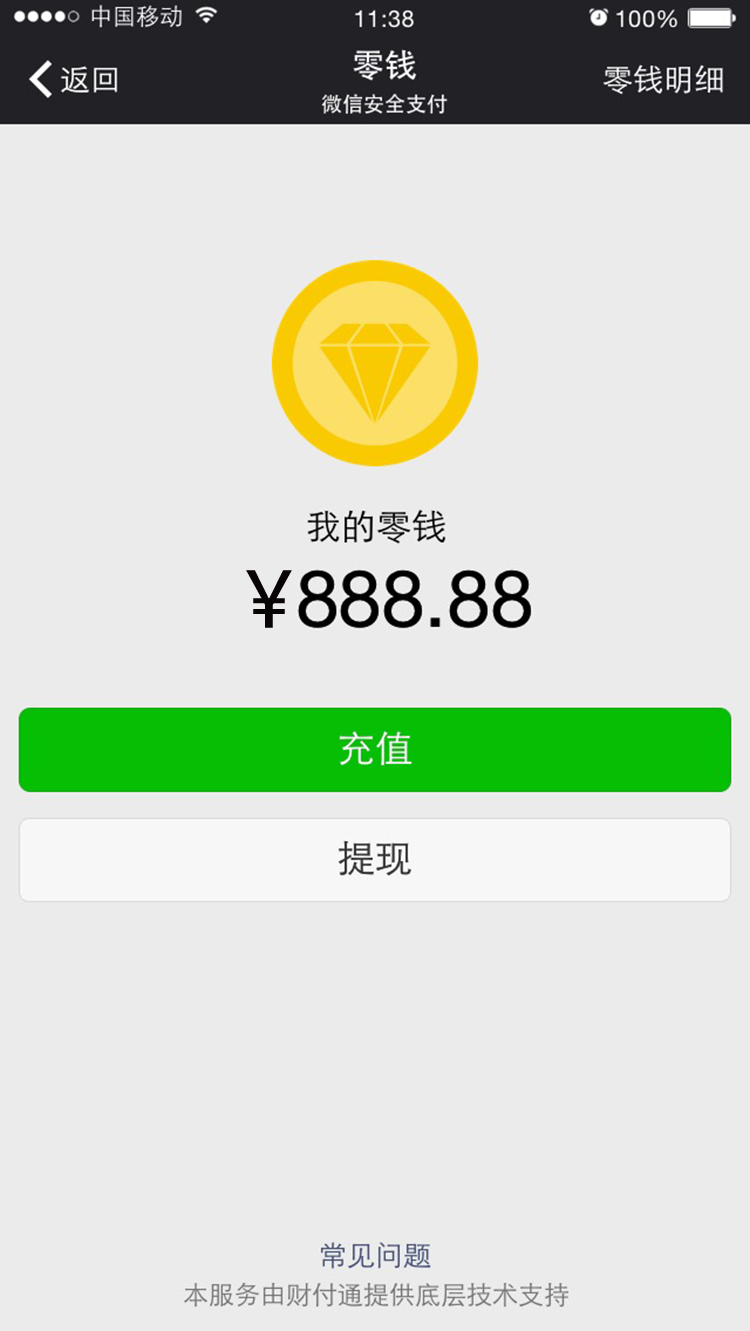 中国移动 11:38 100%
返回 零钱 零钱明细
微信安全支付
我的零钱
¥888.88
充值
提现
常见问题
本服务由财付通提供底层技术支持